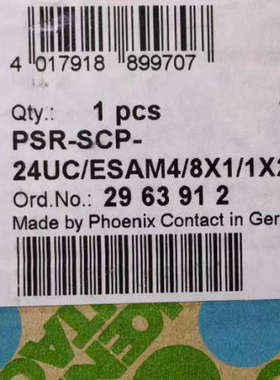 4 017918 899707
Qty.: 1 pcs
PSR-SCP-
24UC/ESAM4/8X1/1X2
Ord.No.: 29 63 91 2
Made by Phoenix Contact in Ger